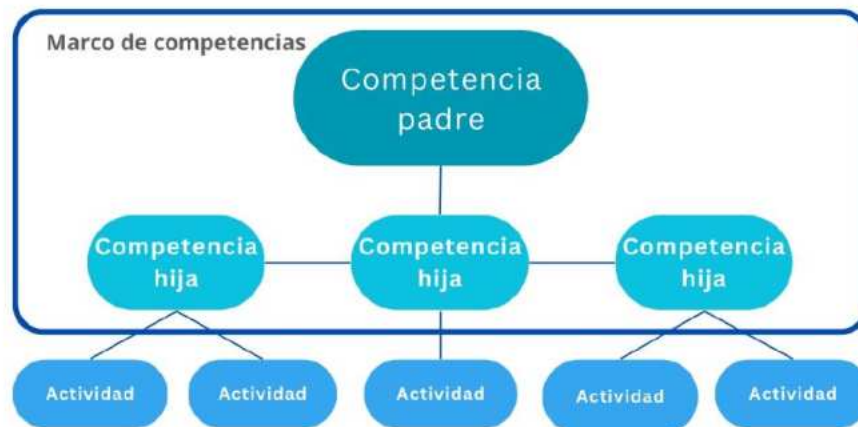 Marco de competencias
Competencia
padre
Competencia
hija
Competencia
hija
Competencia
hija
Actividad
Actividad
Actividad
Actividad
Actividad